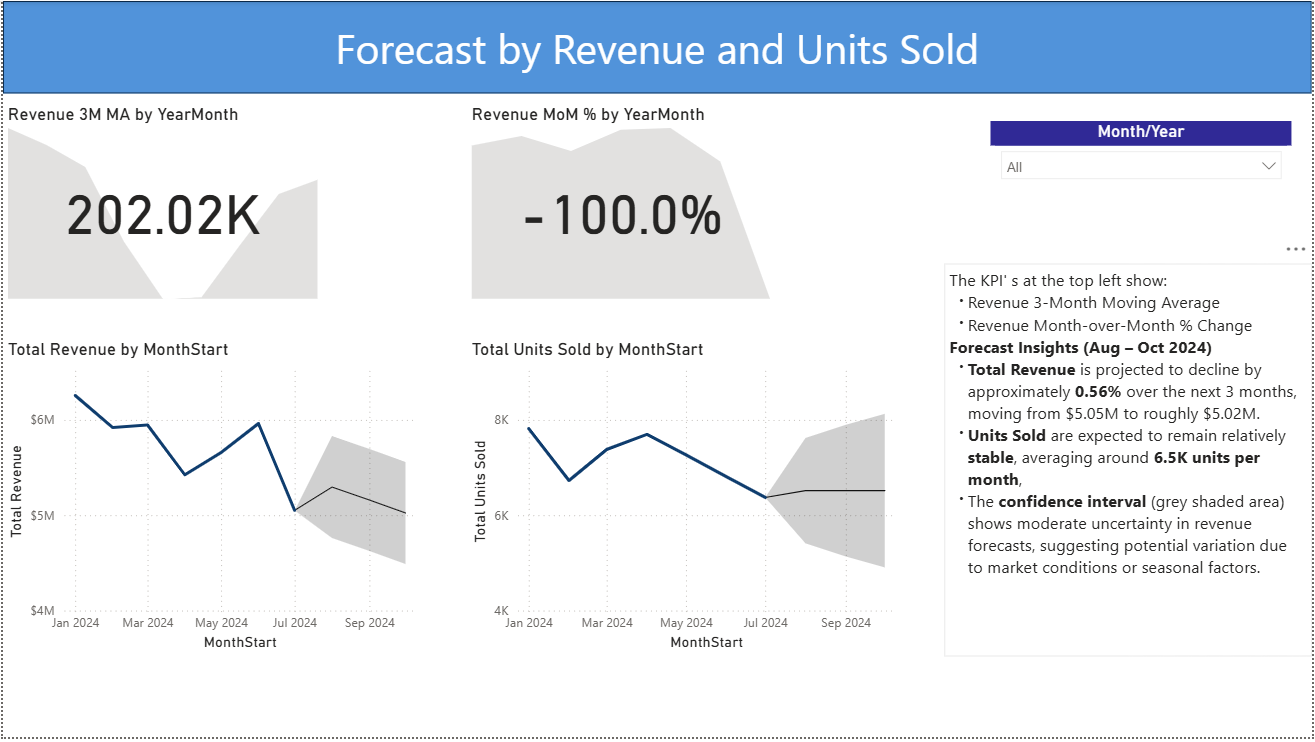 Forecast by Revenue and Units Sold
Revenue 3M MA by YearMonth
202.02K
Revenue MoM % by YearMonth
-100.0%
Month/Year
All
Total Revenue by MonthStart
Total Revenue
$6M
$5M
$4M
Jan 2024 Mar 2024 May 2024 Jul 2024 Sep 2024
MonthStart
Total Units Sold by MonthStart
Total Units Sold
8K
6K
4K
Jan 2024 Mar 2024 May 2024 Jul 2024 Sep 2024
MonthStart
The KPI' s at the top left show:
• Revenue 3-Month Moving Average
• Revenue Month-over-Month % Change
Forecast Insights (Aug – Oct 2024)
• Total Revenue is projected to decline by
approximately 0.56% over the next 3 months,
moving from $5.05M to roughly $5.02M.
• Units Sold are expected to remain relatively
stable, averaging around 6.5K units per
month,
• The confidence interval (grey shaded area)
shows moderate uncertainty in revenue
forecasts, suggesting potential variation due
to market conditions or seasonal factors.